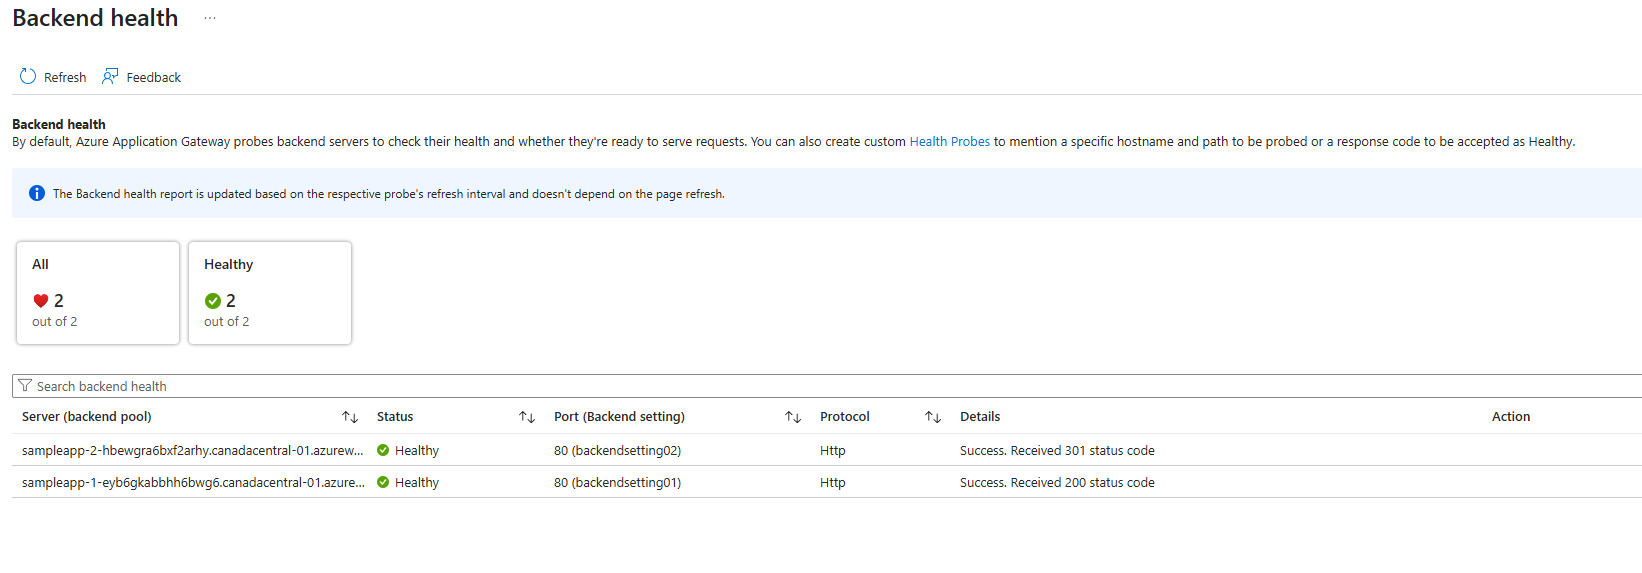 Backend health ...
Refresh Feedback
Backend health
By default, Azure Application Gateway probes backend servers to check their health and whether they're ready to serve requests. You can also create custom Health Probes to mention a specific hostname and path to be probed or a response code to be accepted as Healthy.
The Backend health report is updated based on the respective probe's refresh interval and doesn't depend on the page refresh.
All Healthy
2 2
out of 2 out of 2
Search backend health
Server (backend pool) Status Port (Backend setting) Protocol Details Action
sampleapp-2-hbewgra6bxf2arhy.canadacentral-01.azurew... Healthy 80 (backendsetting02) Http Success. Received 301 status code
sampleapp-1-eyb6gkabbhh6bwg6.canadacentral-01.azure... Healthy 80 (backendsetting01) Http Success. Received 200 status code